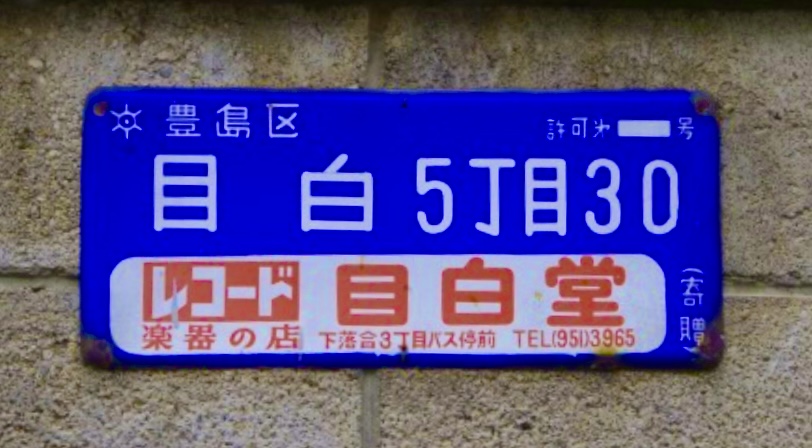 豊島区
許可为 号
目白5丁目30
レコード 目白堂
楽器の店 下落合3丁目バス停前 TEL(951)3965
(寄贈)